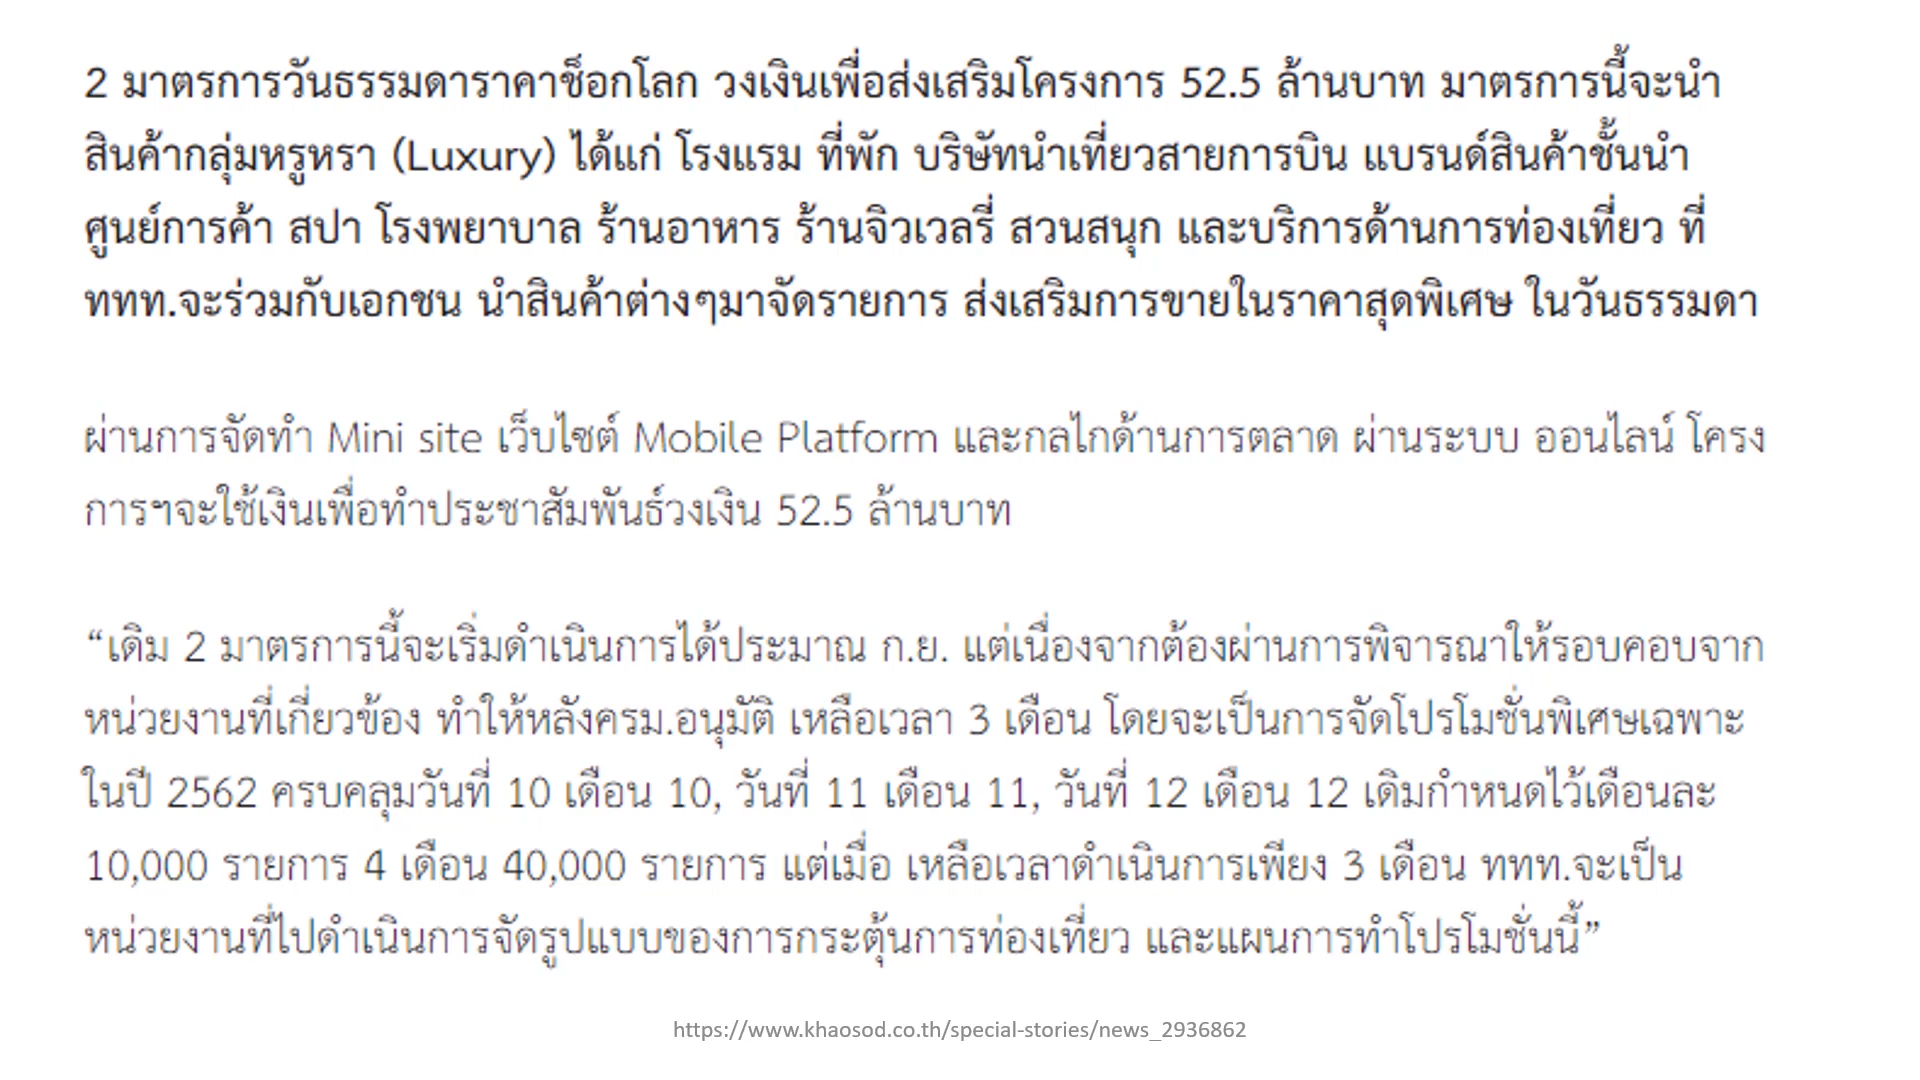 2 มาตรการวันธรรมดาราคาช็อกโลก วงเงินเพื่อส่งเสริมโครงการ 52.5 ล้านบาท มาตรการนี้จะนำ
สินค้ากลุ่มหรูหรา (Luxury) ได้แก่ โรงแรม ที่พัก บริษัทนำเที่ยวสายการบิน แบรนด์สินค้าชั้นนำ
ศูนย์การค้า สปา โรงพยาบาล ร้านอาหาร ร้านจิวเวลรี่ สวนสนุก และบริการด้านการท่องเที่ยว ที่
ททท.จะร่วมกับเอกชน นำสินค้าต่างๆมาจัดรายการ ส่งเสริมการขายในราคาสุดพิเศษ ในวันธรรมดา
ผ่านการจัดทำ Mini site เว็บไซต์ Mobile Platform และกลไกด้านการตลาด ผ่านระบบ ออนไลน์ โครง
การฯจะใช้เงินเพื่อทำประชาสัมพันธ์วงเงิน 52.5 ล้านบาท
“เดิม 2 มาตรการนี้จะเริ่มดำเนินการได้ประมาณ ก.ย. แต่เนื่องจากต้องผ่านการพิจารณาให้รอบคอบจาก
หน่วยงานที่เกี่ยวข้อง ทำให้หลังครม.อนุมัติ เหลือเวลา 3 เดือน โดยจะเป็นการจัดโปรโมชั่นพิเศษเฉพาะ
ในปี 2562 ครบคลุมวันที่ 10 เดือน 10, วันที่ 11 เดือน 11, วันที่ 12 เดือน 12 เดิมกำหนดไว้เดือนละ
10,000 รายการ 4 เดือน 40,000 รายการ แต่เมื่อ เหลือเวลาดำเนินการเพียง 3 เดือน ททท.จะเป็น
หน่วยงานที่ไปดำเนินการจัดรูปแบบของการกระตุ้นการท่องเที่ยว และแผนการทำโปรโมชั่นนี้”
https://www.khaosod.co.th/special-stories/news_2936862